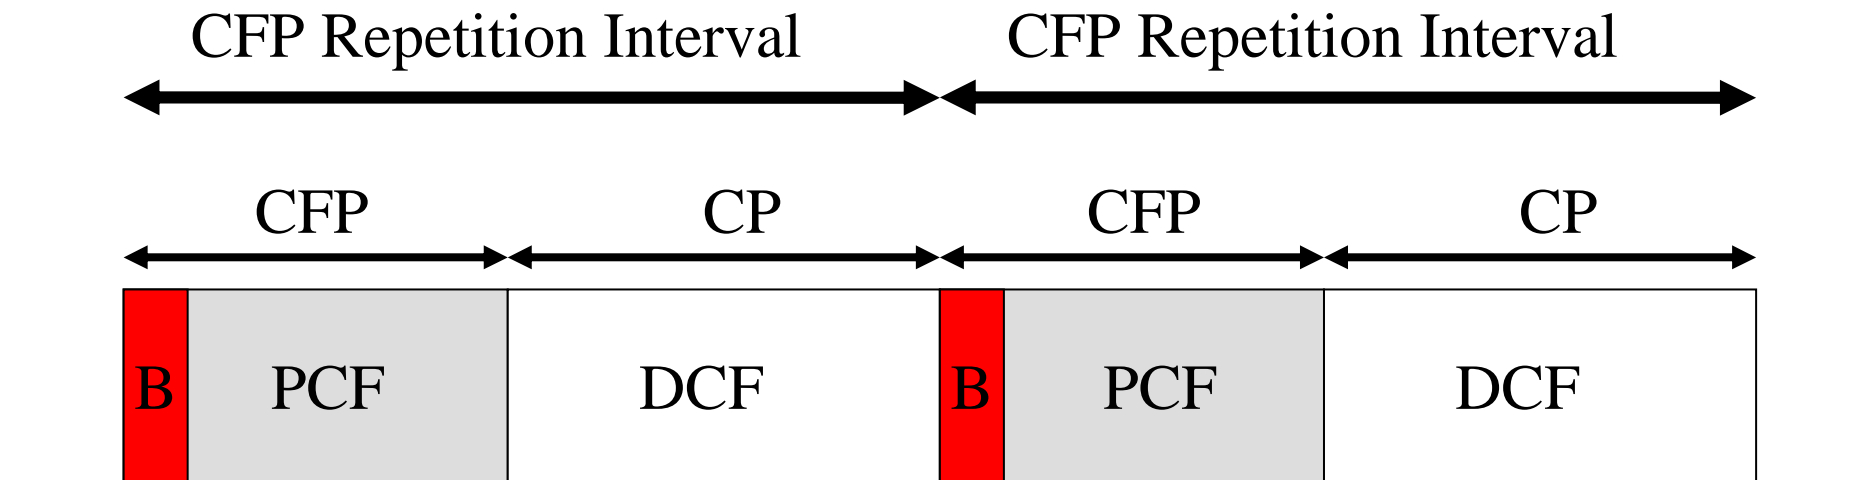 CFP Repetition Interval CFP Repetition Interval
CFP CP CFP CP
B PCF DCF B PCF DCF